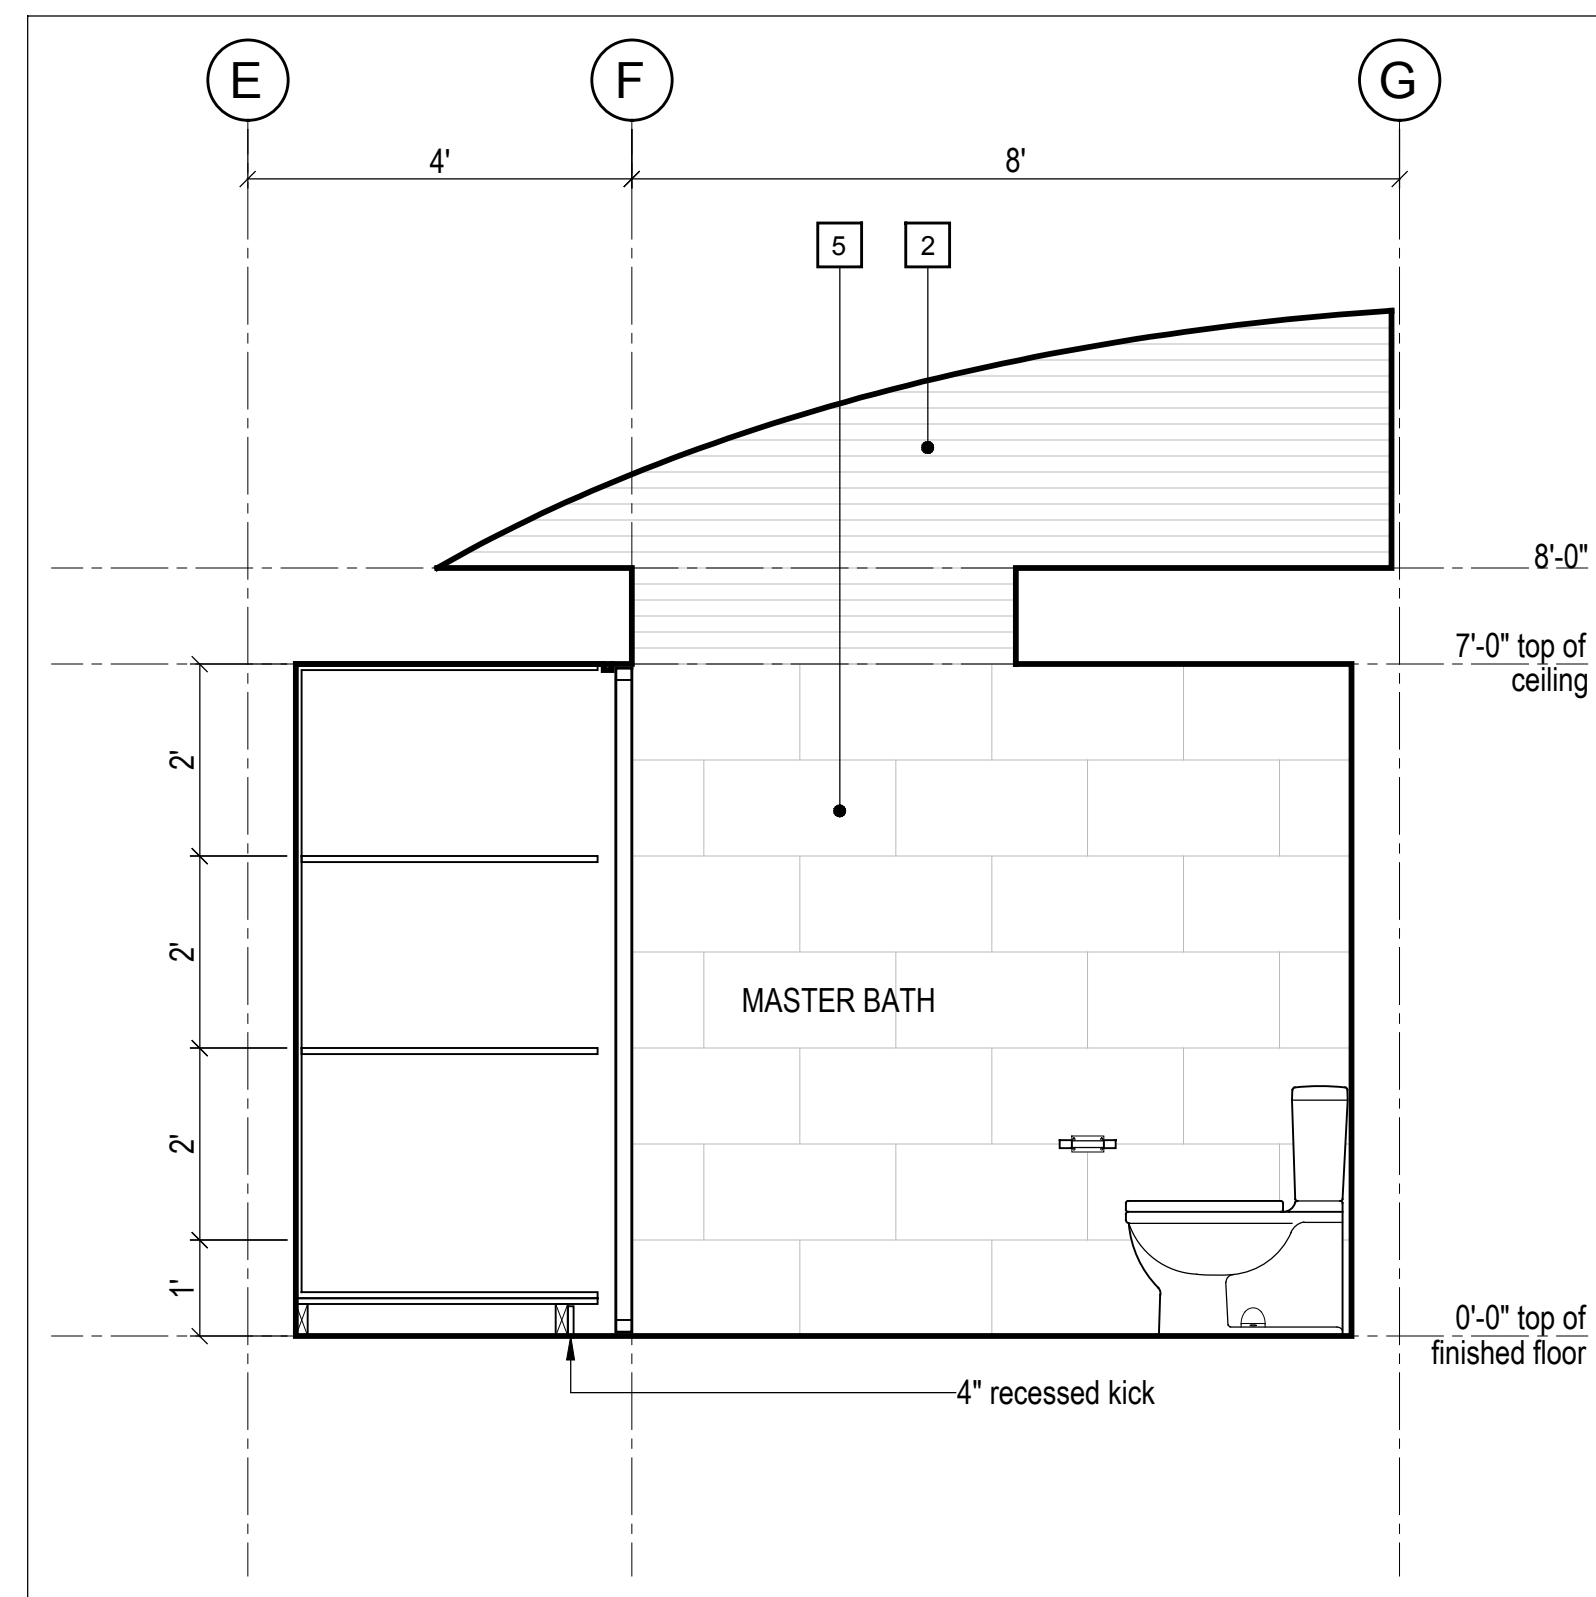 E F G
4' 8'
5 2
8'-0"
7'-0" top of
ceiling
2'
2'
MASTER BATH
2'
1'
0'-0" top of
finished floor
4" recessed kick